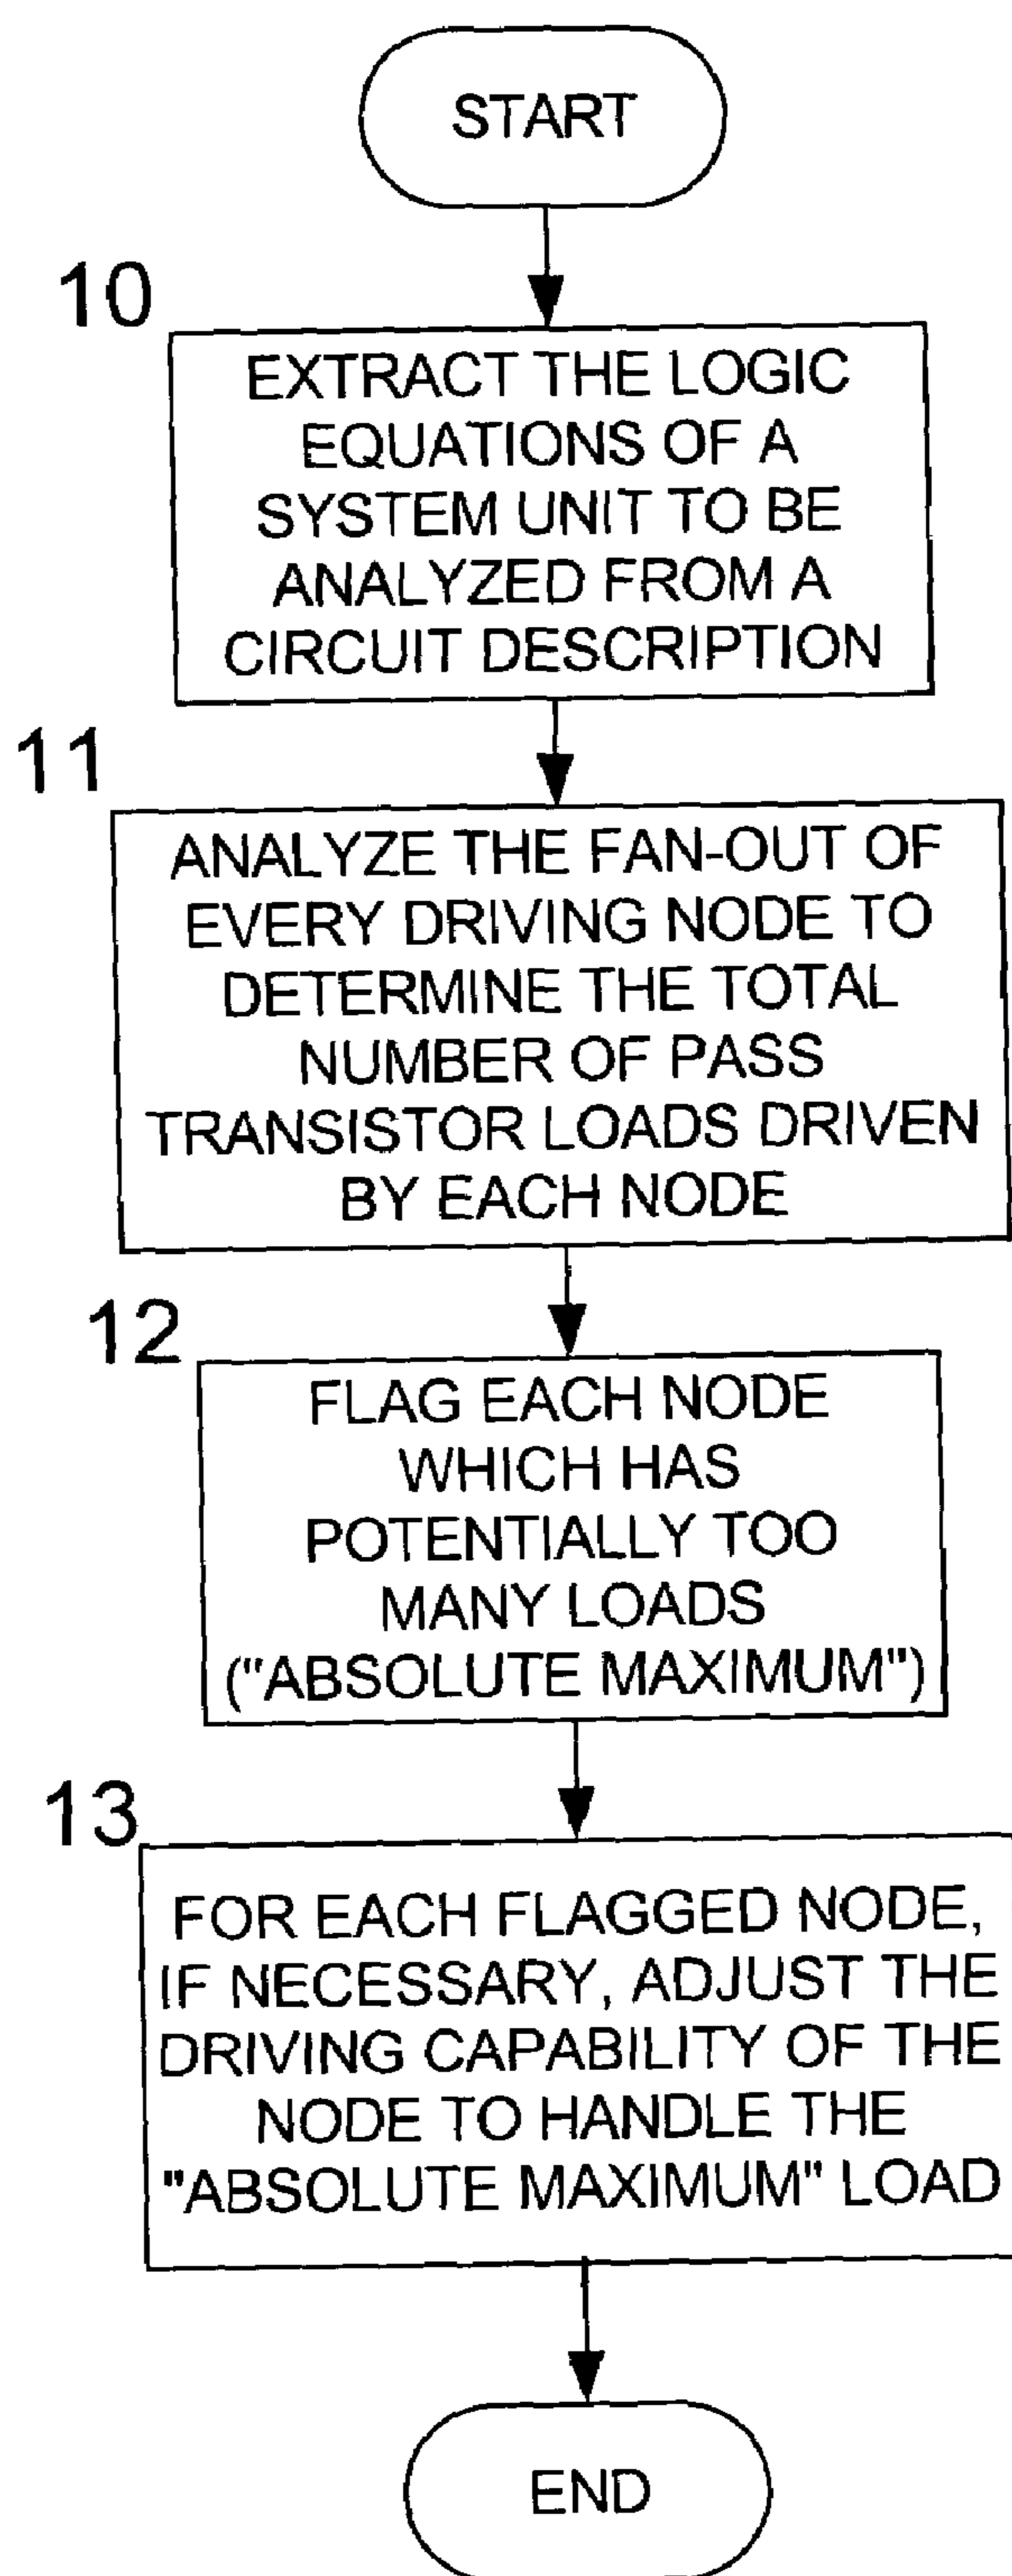 START
10
EXTRACT THE LOGIC
EQUATIONS OF A
SYSTEM UNIT TO BE
ANALYZED FROM A
CIRCUIT DESCRIPTION
11
ANALYZE THE FAN-OUT OF
EVERY DRIVING NODE TO
DETERMINE THE TOTAL
NUMBER OF PASS
TRANSISTOR LOADS DRIVEN
BY EACH NODE
12
FLAG EACH NODE
WHICH HAS
POTENTIALLY TOO
MANY LOADS
("ABSOLUTE MAXIMUM")
13
FOR EACH FLAGGED NODE,
IF NECESSARY, ADJUST THE
DRIVING CAPABILITY OF THE
NODE TO HANDLE THE
"ABSOLUTE MAXIMUM" LOAD
END